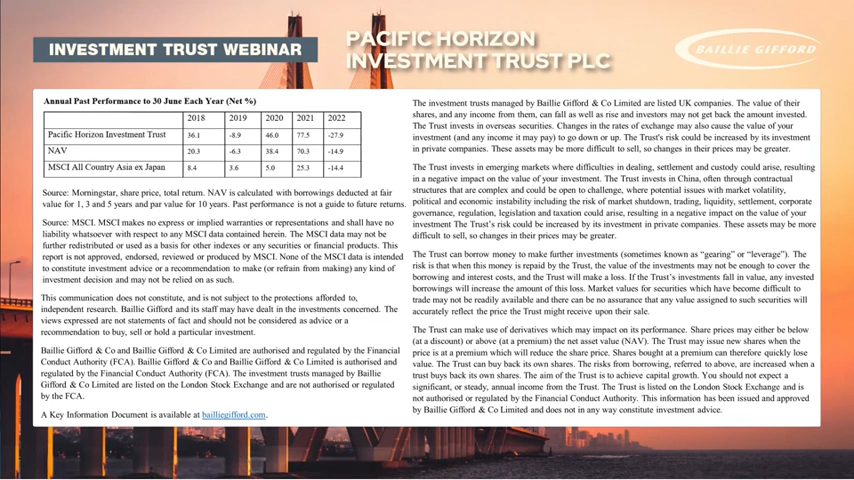 INVESTMENT TRUST WEBINAR
PACIFIC HORIZON
INVESTMENT TRUST PLC
BAILLIE GIFFORD
Annual Past Performance to 30 June Each Year (Net %)
2018 2019 2020 2021 2022
Pacific Horizon Investment Trust 36.1 -8.9 46.0 77.5 -27.9
NAV 20.3 -6.3 38.4 70.3 -14.9
MSCI All Country Asia ex Japan 8.4 3.6 5.0 25.3 -14.4
Source: Morningstar, share price, total return. NAV is calculated with borrowings deducted at fair
value for 1, 3 and 5 years and par value for 10 years. Past performance is not a guide to future returns.
Source: MSCI. MSCI makes no express or implied warranties or representations and shall have no
liability whatsoever with respect to any MSCI data contained herein. The MSCI data may not be
further redistributed or used as a basis for other indexes or any securities or financial products. This
report is not approved, endorsed, reviewed or produced by MSCI. None of the MSCI data is intended
to constitute investment advice or a recommendation to make (or refrain from making) any kind of
investment decision and may not be relied on as such.
This communication does not constitute, and is not subject to the protections afforded to,
independent research. Baillie Gifford and its staff may have dealt in the investments concerned. The
views expressed are not statements of fact and should not be considered as advice or a
recommendation to buy, sell or hold a particular investment.
Baillie Gifford & Co and Baillie Gifford & Co Limited are authorised and regulated by the Financial
Conduct Authority (FCA). Baillie Gifford & Co Limited is authorised and
regulated by the Financial Conduct Authority (FCA). The investment trusts managed by Baillie
Gifford & Co Limited are listed on the London Stock Exchange and are not authorised or regulated
by the FCA.
A Key Information Document is available at bailliegifford.com.
The investment trusts managed by Baillie Gifford & Co Limited are listed UK companies. The value of their
shares, and any income from them, can fall as well as rise and investors may not get back the amount invested.
The Trust invests in overseas securities. Changes in the rates of exchange may also cause the value of your
investment (and any income it may pay) to go down or up. The Trust's risk could be increased by its investment
in private companies. These assets may be more difficult to sell, so changes in their prices may be greater.
The Trust invests in emerging markets where difficulties in dealing, settlement and custody could arise, resulting
in a negative impact on the value of your investment. The Trust invest in China, often through contractual
structures that are complex and could be open to challenge, where potential issues with market volatility,
political and economic instability including the risk of market shutdown, trading, liquidity, settlement, corporate
governance, regulation, legislation and taxation could arise, resulting in a negative impact on the value of your
investment The Trust's risk could be increased by its investment in private companies. These assets may be more
difficult to sell, so changes in their prices may be greater.
The Trust can borrow money to make further investments (sometimes known as "gearing" or "leverage"). The
risk is that when this money is repaid by the Trust, the value of the investments may not be enough to cover the
borrowing and interest costs, and the Trust will make a loss. If the Trust's investments fall in value, any invested
borrowings will increase the amount of this loss. Market values for securities which have become difficult to
trade may not be readily available and there can be no assurance that any value assigned to such securities will
accurately reflect the price the Trust might receive upon their sale.
The Trust can make use of derivatives which may impact on its performance. Share prices may either be below
(at a discount) or above (at a premium) the net asset value (NAV). The Trust may issue new shares when the
price is at a premium which will reduce the share price. Shares bought at a premium can therefore quickly lose
value. The Trust can buy back its own shares. The risks from borrowing, referred to above, are increased when a
trust buys back its own shares. The aim of the Trust is to achieve capital growth. You should not expect a
significant, or steady, annual income from the Trust. The Trust is listed on the London Stock Exchange and is
not authorised or regulated by the Financial Conduct Authority. This information has been issued and approved
by Baillie Gifford & Co Limited and does not in any way constitute investment advice.